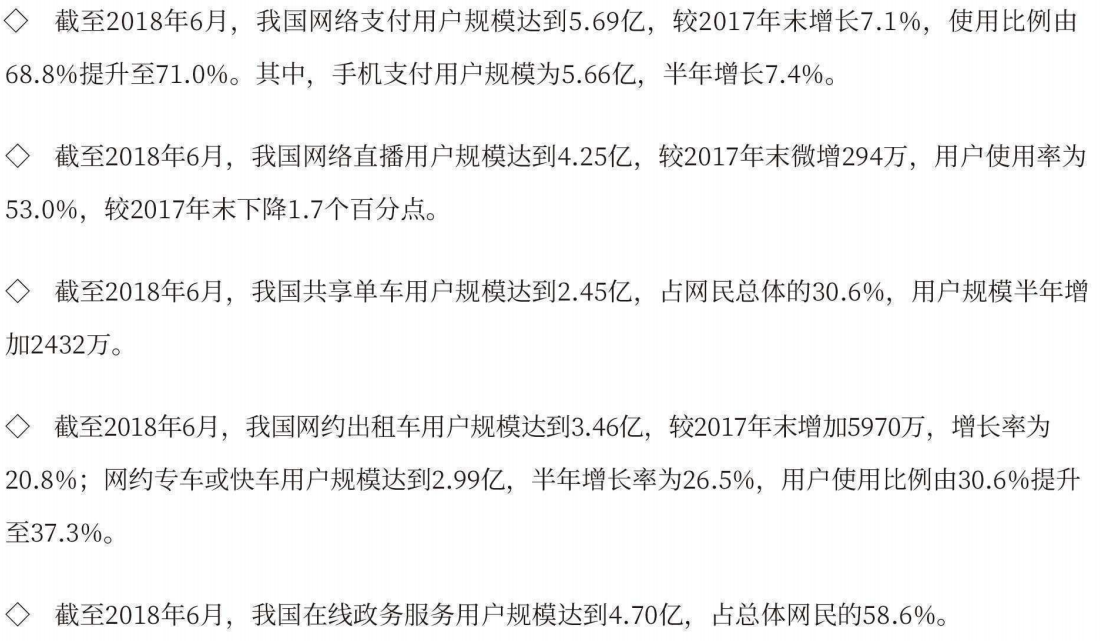 ◇ 截至2018年6月，我国网络支付用户规模达到5.69亿，较2017年末增长7.1%，使用比例由
68.8%提升至71.0%。其中，手机支付用户规模为5.66亿，半年增长7.4%。
◇ 截至2018年6月，我国网络直播用户规模达到4.25亿，较2017年末微增294万，用户使用率为
53.0%，较2017年末下降1.7个百分点。
◇ 截至2018年6月，我国共享单车用户规模达到2.45亿，占网民总体的30.6%，用户规模半年增
加2432万。
◇ 截至2018年6月，我国网约出租车用户规模达到3.46亿，较2017年末增加5970万，增长率为
20.8%；网约专车或快车用户规模达到2.99亿，半年增长率为26.5%，用户使用比例由30.6%提升
至37.3%。
◇ 截至2018年6月，我国在线政务服务用户规模达到4.70亿，占总体网民的58.6%。